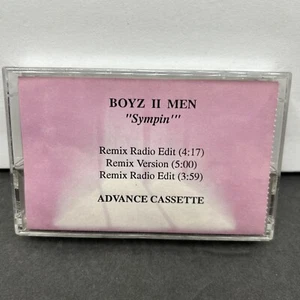 BOYZ II MEN
"Sympin'"
Remix Radio Edit (4:17)
Remix Version (5:00)
Remix Radio Edit (3:59)
ADVANCE CASSETTE